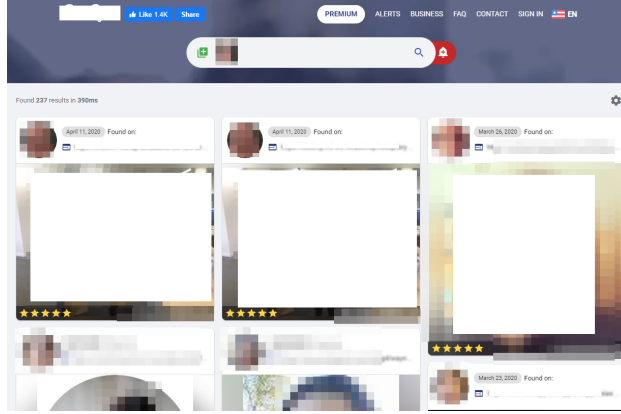 Like 1.4K Share PREMIUM ALERTS BUSINESS FAQ CONTACT SIGN IN EN
Found 237 results in 390ms
April 11, 2020 Found on: April 11, 2020 Found on: March 26, 2020 Found on:
March 23, 2020 Found on: